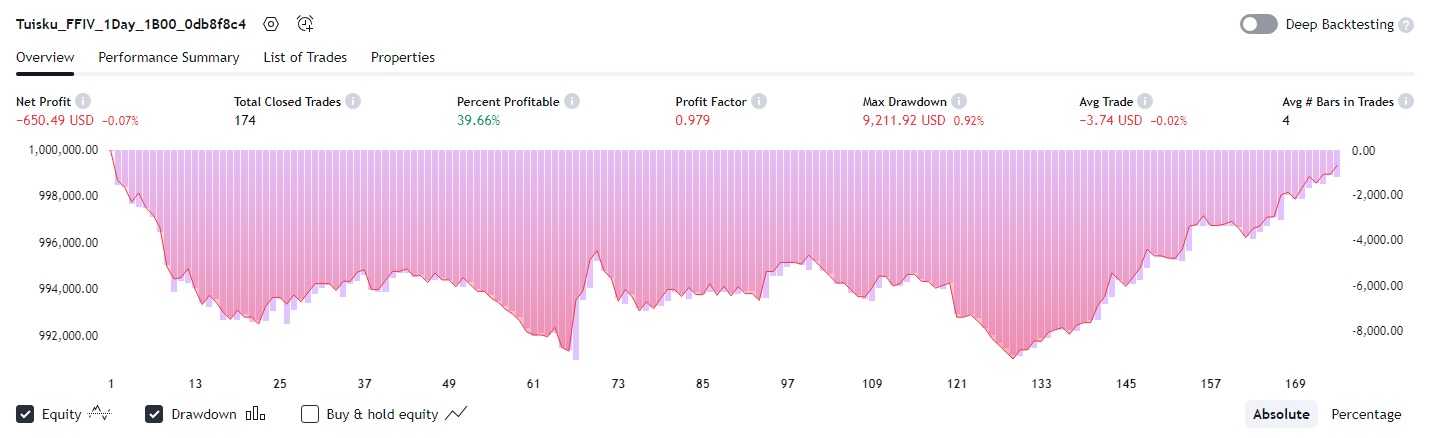 Tuisku_FFIV_1Day_1B00_0db8f8c4 Deep Backtesting ?
Overview Performance Summary List of Trades Properties
Net Profit i Total Closed Trades i Percent Profitable i Profit Factor i Max Drawdown i Avg Trade i Avg # Bars in Trades i
−650.49 USD −0.07% 174 39.66% 0.979 9,211.92 USD 0.92% −3.74 USD −0.02% 4
1,000,000.00 0.00
998,000.00 -2,000.00
996,000.00 -4,000.00
994,000.00 -6,000.00
992,000.00 -8,000.00
1 13 25 37 49 61 73 85 97 109 121 133 145 157 169
Equity Drawdown Buy & hold equity Absolute Percentage